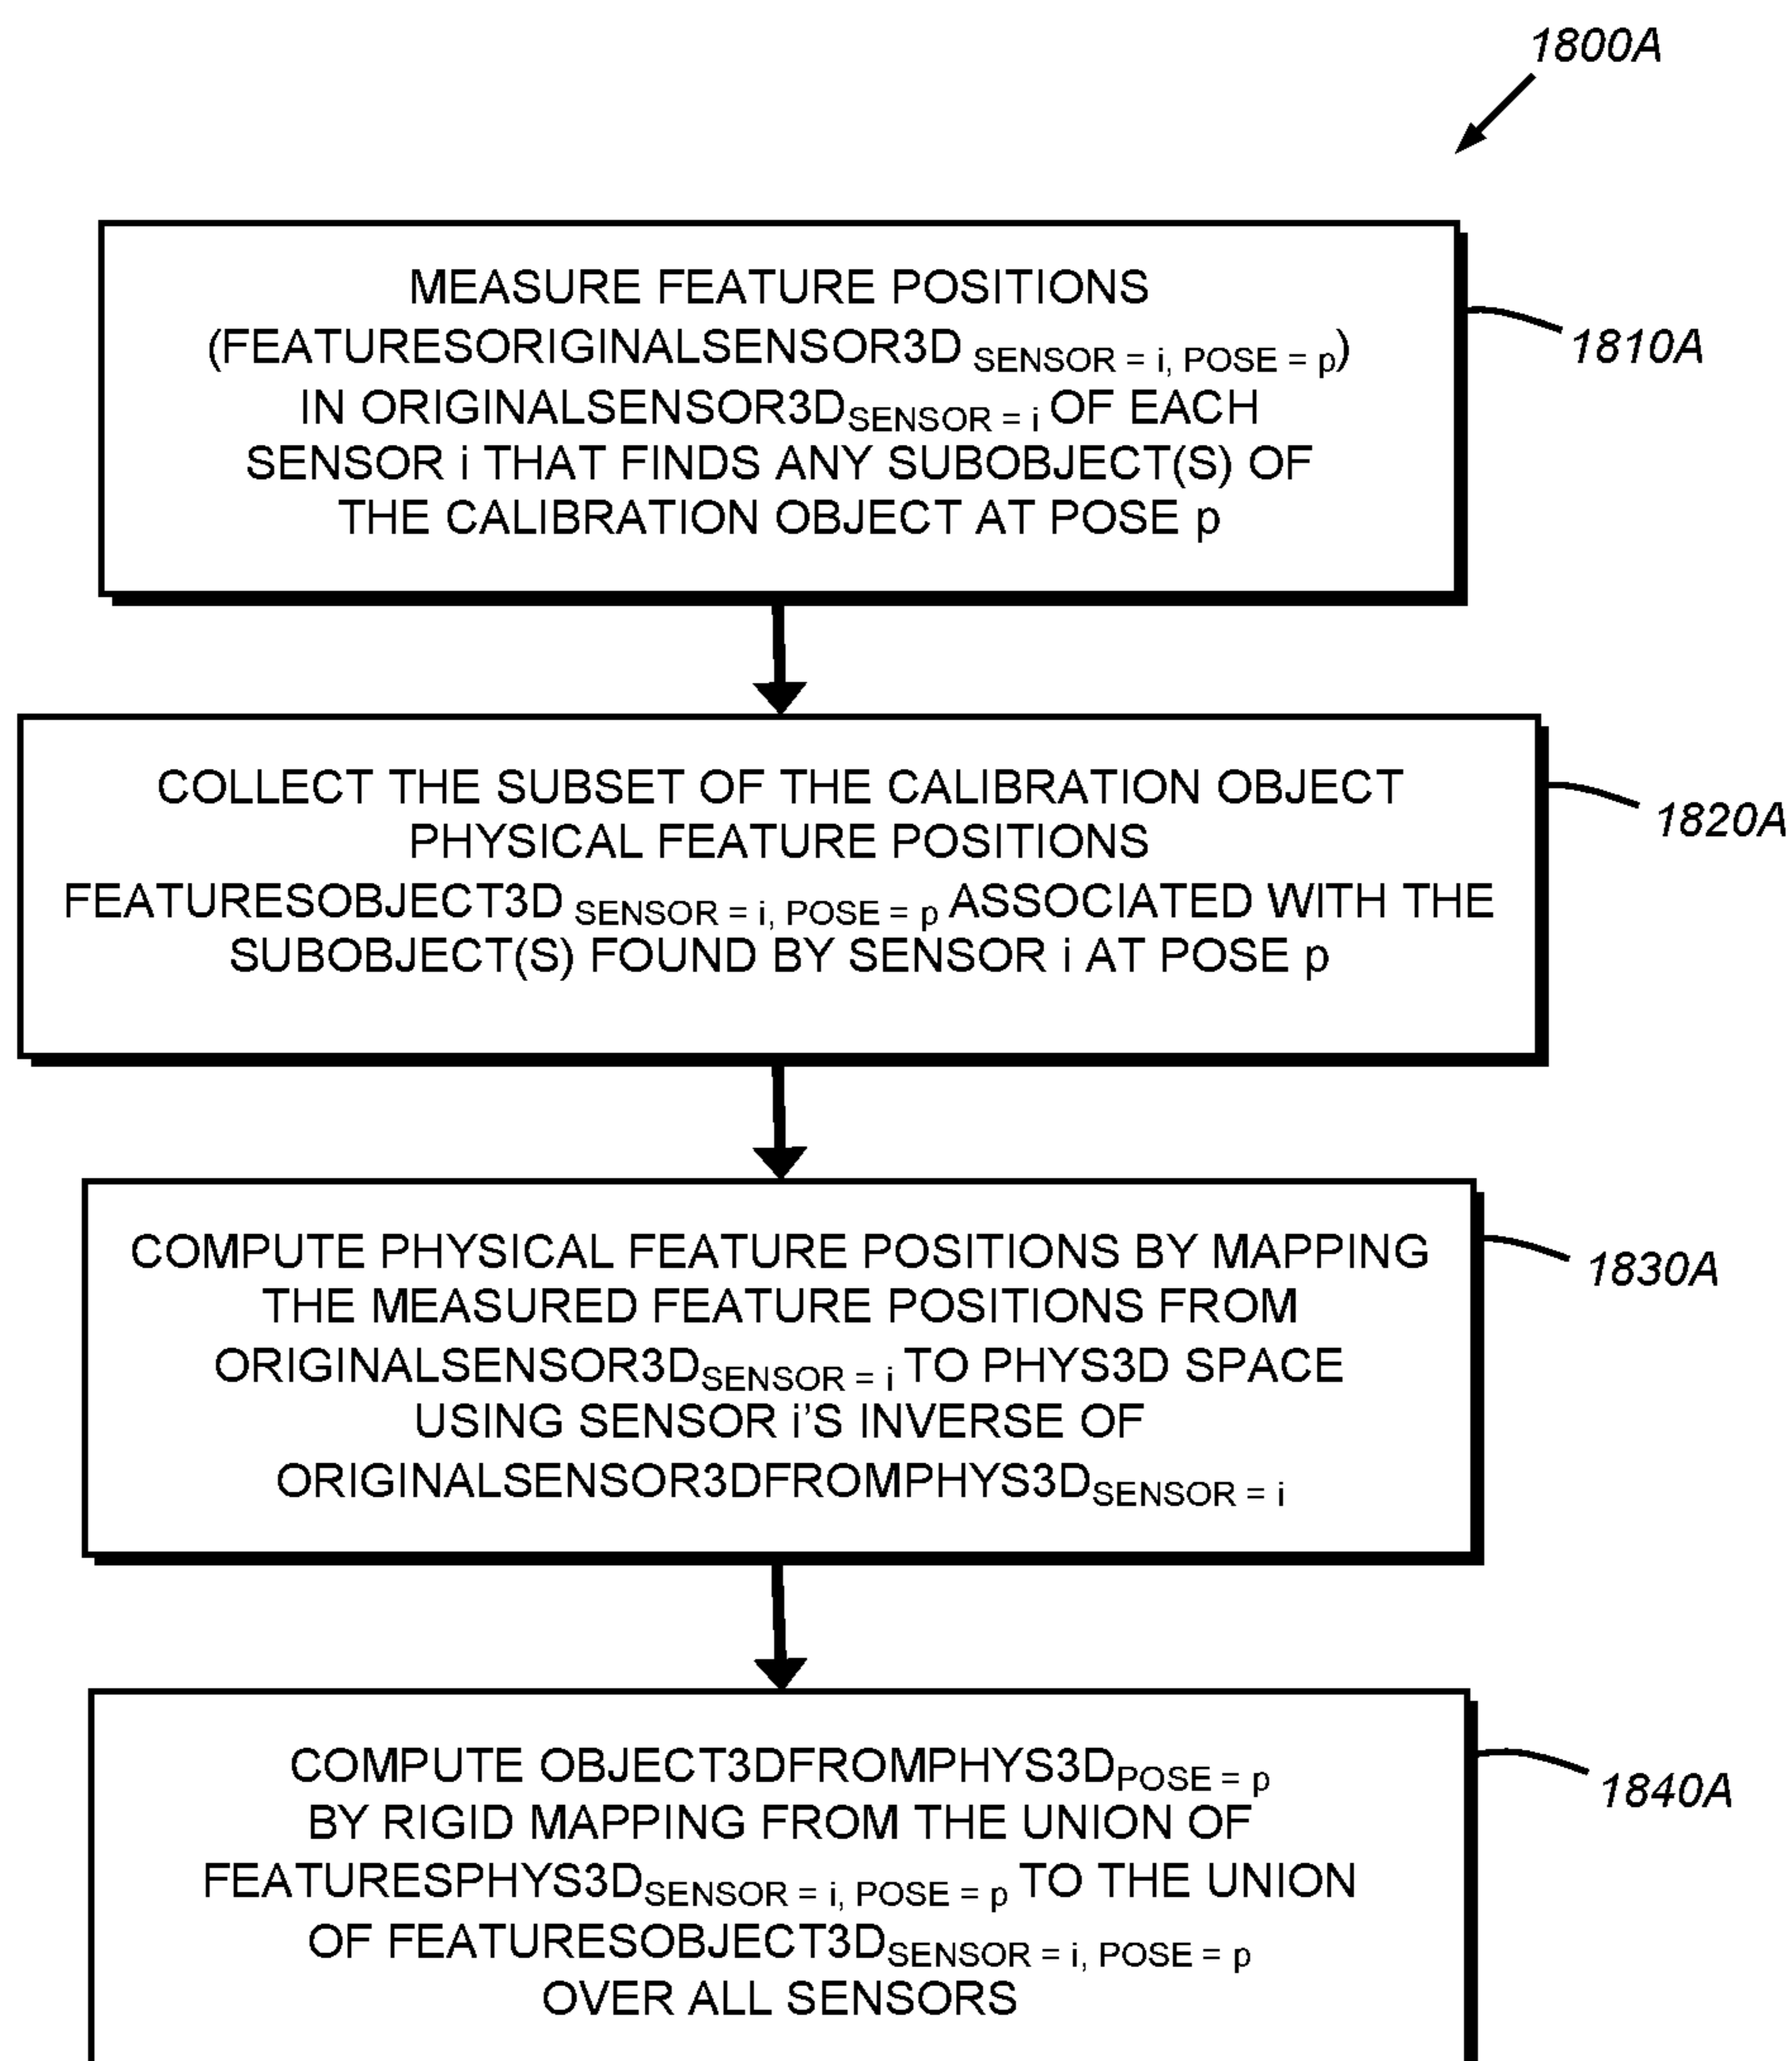 1800A
MEASURE FEATURE POSITIONS
(FEATURESORIGINALSENSOR3D SENSOR = i, POSE = p)
IN ORIGINALSENSOR3DSENSOR = i OF EACH
SENSOR i THAT FINDS ANY SUBOBJECT(S) OF
THE CALIBRATION OBJECT AT POSE p
1810A
COLLECT THE SUBSET OF THE CALIBRATION OBJECT
PHYSICAL FEATURE POSITIONS
FEATURESOBJECT3D SENSOR = i, POSE = p ASSOCIATED WITH THE
SUBOBJECT(S) FOUND BY SENSOR i AT POSE p
1820A
COMPUTE PHYSICAL FEATURE POSITIONS BY MAPPING
THE MEASURED FEATURE POSITIONS FROM
ORIGINALSENSOR3DSENSOR = i TO PHYS3D SPACE
USING SENSOR i’S INVERSE OF
ORIGINALSENSOR3DFROMPHYS3DSENSOR = i
1830A
COMPUTE OBJECT3DFROMPHYS3DPOSE = p
BY RIGID MAPPING FROM THE UNION OF
FEATURESPHYS3DSENSOR = i, POSE = p TO THE UNION
OF FEATURESOBJECT3DSENSOR = i, POSE = p
OVER ALL SENSORS
1840A